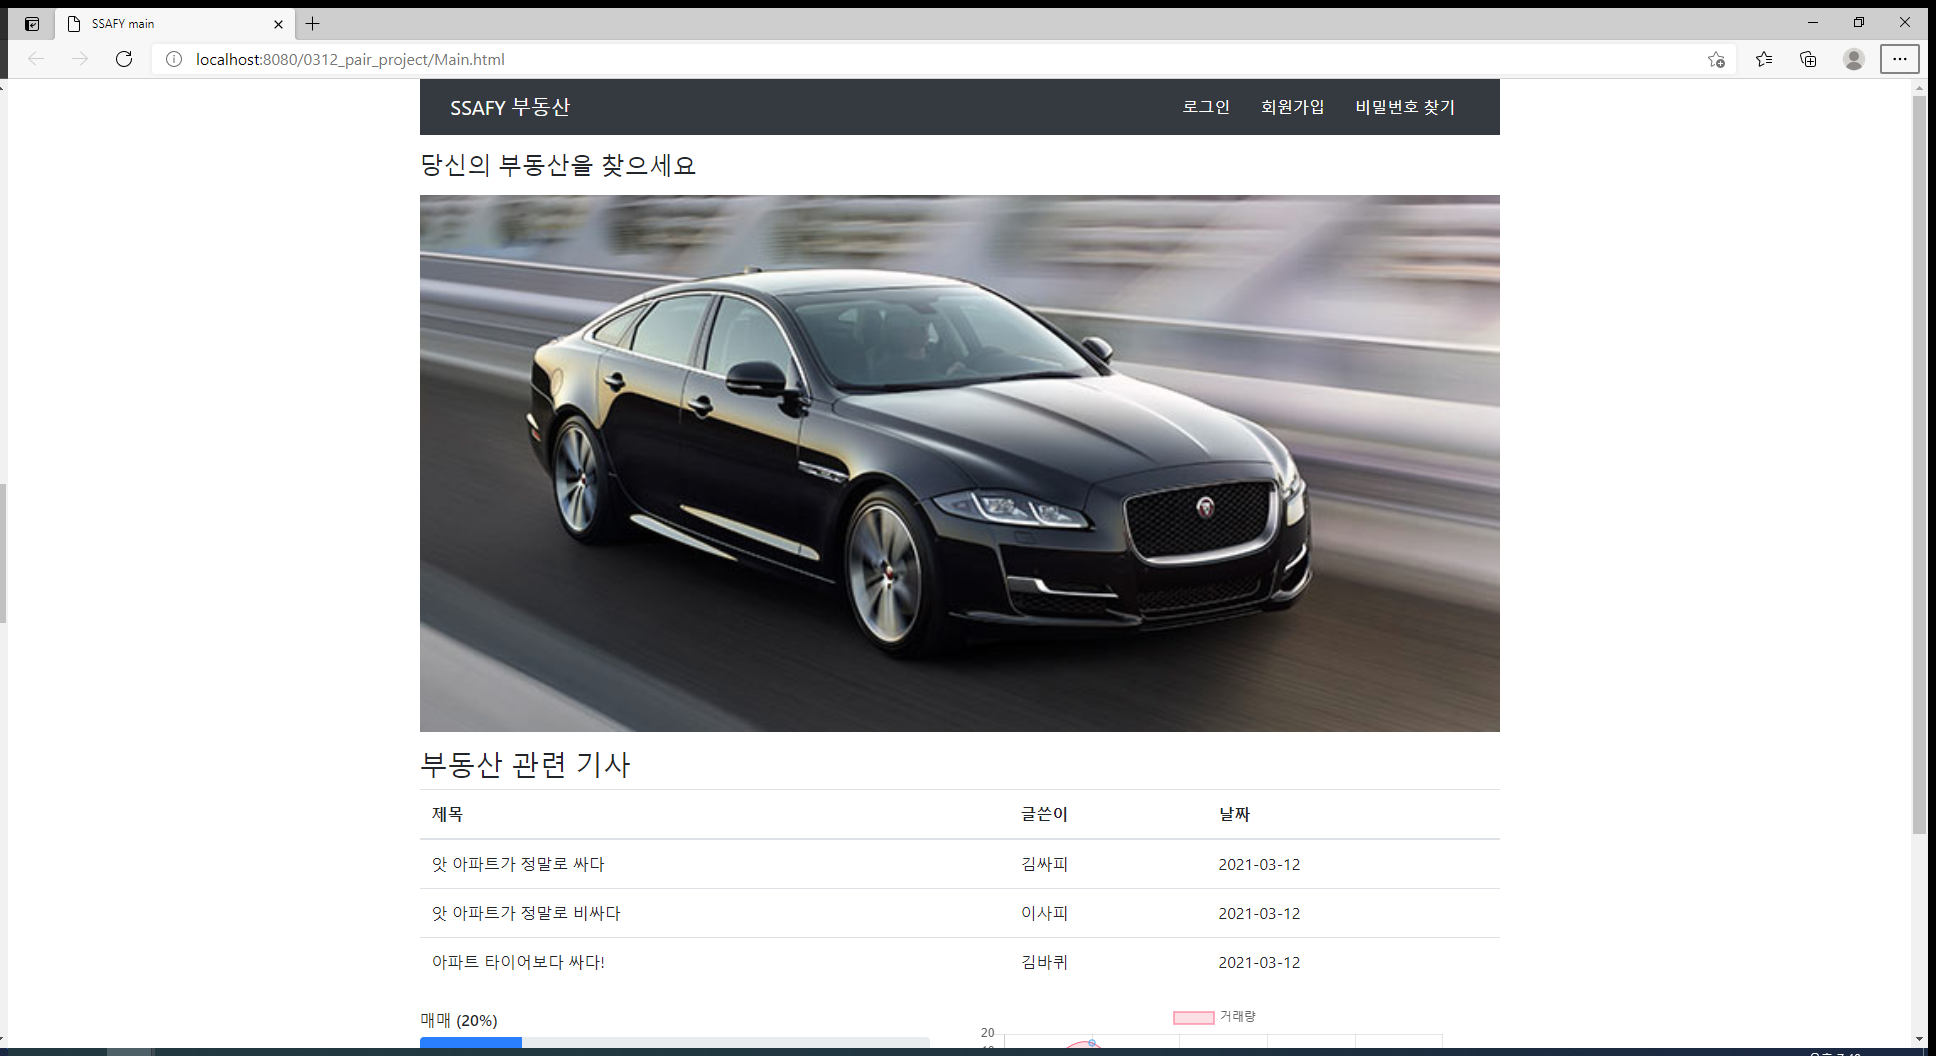 SSAFY main
localhost:8080/0312_pair_project/Main.html
SSAFY 부동산 로그인 회원가입 비밀번호 찾기
당신의 부동산을 찾으세요
부동산 관련 기사
제목 글쓴이 날짜
앗 아파트가 정말로 싸다 김싸피 2021-03-12
앗 아파트가 정말로 비싸다 이사피 2021-03-12
아파트 타이어보다 싸다! 김바퀴 2021-03-12
매매 (20%)
거래량
20